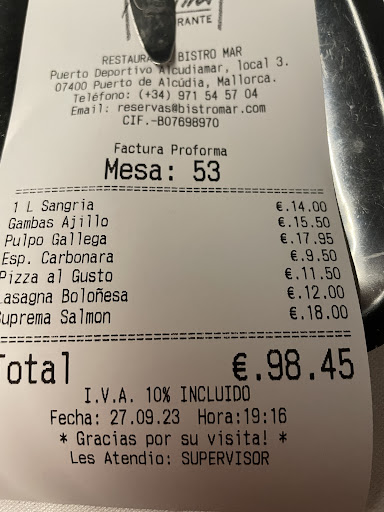 RANTE
BISTRO MAR
Puerto Deportivo Alcudiamar, local 3.
07400 Puerto de Alcúdia, Mallorca.
Teléfono: (+34) 971 54 57 04
Email: reservas@bistromar.com
CIF.-B07698970
Factura Proforma
Mesa: 53
1 L Sangria €.14.00
Gambas Ajillo €.15.50
Pulpo Gallega €.17.95
Esp. Carbonara €.9.50
Pizza al Gusto €.11.50
Lasagna Boloñesa €.12.00
Suprema Salmon €.18.00
Total €.98.45
I.V.A. 10% INCLUIDO
Fecha: 27.09.23 Hora:19:16
* Gracias por su visita! *
Les Atendio: SUPERVISOR